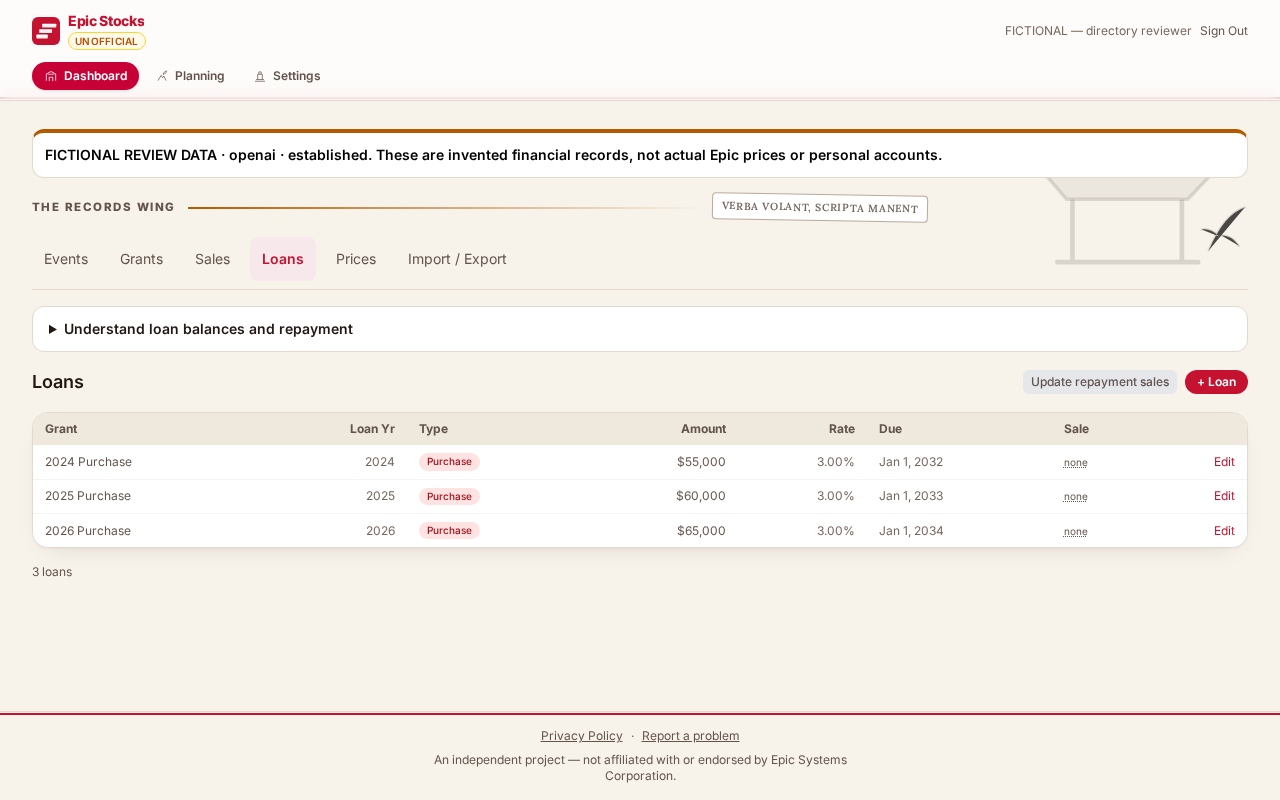 Epic Stocks
UNOFFICIAL
FICTIONAL — directory reviewer Sign Out
Dashboard Planning Settings
FICTIONAL REVIEW DATA · openai · established. These are invented financial records, not actual Epic prices or personal accounts.
THE RECORDS WING
VERBA VOLANT, SCRIPTA MANENT
Events Grants Sales Loans Prices Import / Export
Understand loan balances and repayment
Loans
Update repayment sales + Loan
Grant Loan Yr Type Amount Rate Due Sale
2024 Purchase 2024 Purchase $55,000 3.00% Jan 1, 2032 none Edit
2025 Purchase 2025 Purchase $60,000 3.00% Jan 1, 2033 none Edit
2026 Purchase 2026 Purchase $65,000 3.00% Jan 1, 2034 none Edit
3 loans
Privacy Policy · Report a problem
An independent project — not affiliated with or endorsed by Epic Systems
Corporation.